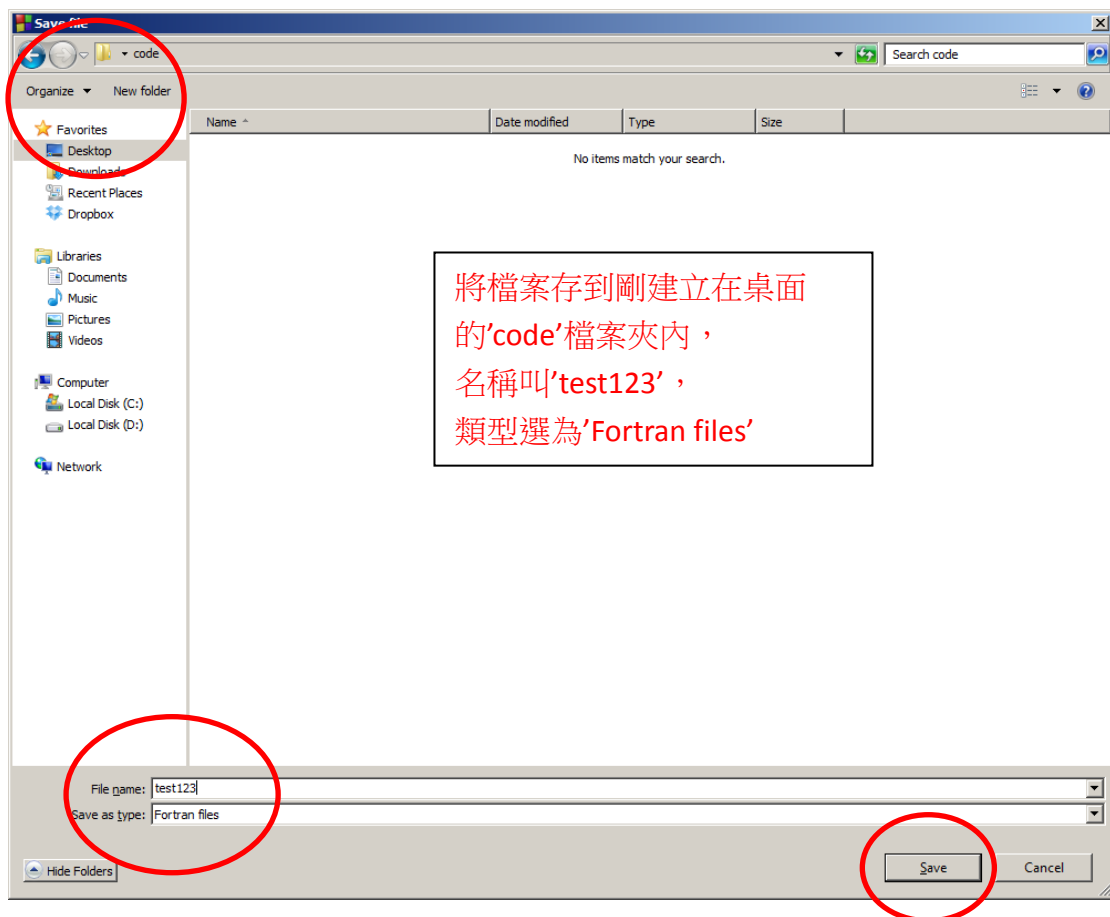 Save file
code
Search code
Organize New folder
Name Date modified Type Size
Favorites
Desktop
Downloads
Recent Places
Dropbox
No items match your search.
Libraries
Documents
Music
Pictures
Videos
將檔案存到剛建立在桌面
的’code’檔案夾內，
名稱叫’test123’，
類型選為’Fortran files’
Computer
Local Disk (C:)
Local Disk (D:)
Network
File name: test123
Save as type: Fortran files
Hide Folders
Save Cancel